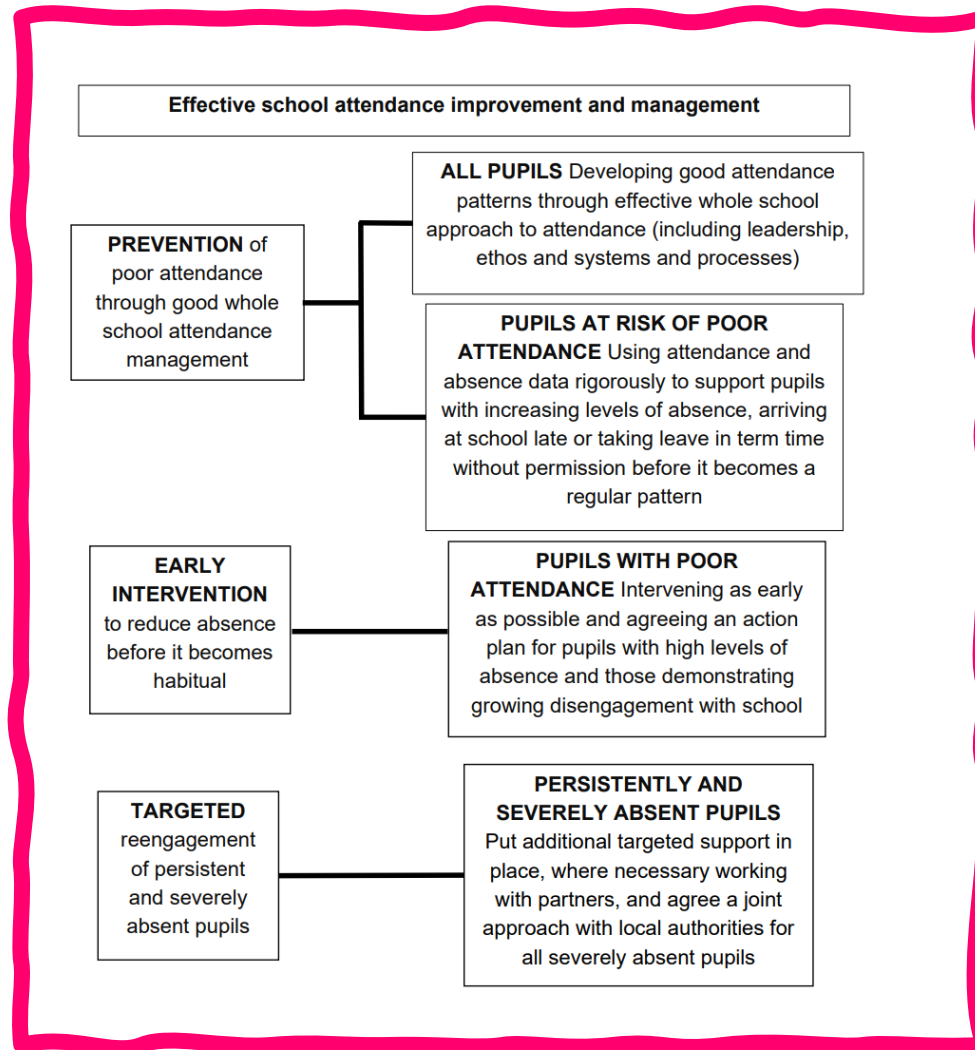 Effective school attendance improvement and management
ALL PUPILS Developing good attendance
patterns through effective whole school
approach to attendance (including leadership,
ethos and systems and processes)
PREVENTION of
poor attendance
through good whole
school attendance
management
PUPILS AT RISK OF POOR
ATTENDANCE Using attendance and
absence data rigorously to support pupils
with increasing levels of absence, arriving
at school late or taking leave in term time
without permission before it becomes a
regular pattern
EARLY
INTERVENTION
to reduce absence
before it becomes
habitual
PUPILS WITH POOR
ATTENDANCE Intervening as early
as possible and agreeing an action
plan for pupils with high levels of
absence and those demonstrating
growing disengagement with school
TARGETED
reengagement
of persistent
and severely
absent pupils
PERSISTENTLY AND
SEVERELY ABSENT PUPILS
Put additional targeted support in
place, where necessary working
with partners, and agree a joint
approach with local authorities for
all severely absent pupils